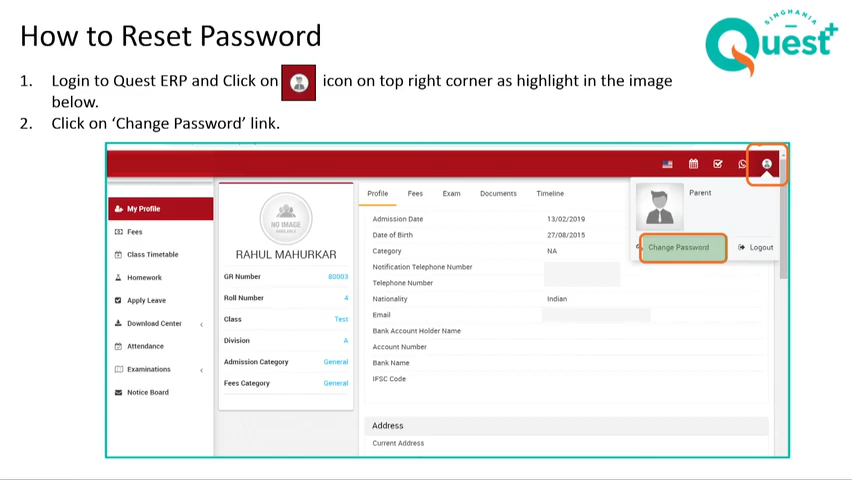 How to Reset Password
SINGHANIA
Quest+
1. Login to Quest ERP and Click on icon on top right corner as highlight in the image
below.
2. Click on ‘Change Password’ link.
My Profile
Fees
Class Timetable
Homework
Apply Leave
Download Center
Attendance
Examinations
Notice Board
NO IMAGE
AVAILABLE
RAHUL MAHURKAR
GR Number 80003
Roll Number 4
Class Test
Division A
Admission Category General
Fees Category General
Profile Fees Exam Documents Timeline
Admission Date 13/02/2019
Date of Birth 27/08/2015
Category NA
Notification Telephone Number
Telephone Number
Nationality Indian
Email
Bank Account Holder Name
Account Number
Bank Name
IFSC Code
Address
Current Address
Parent
Change Password Logout